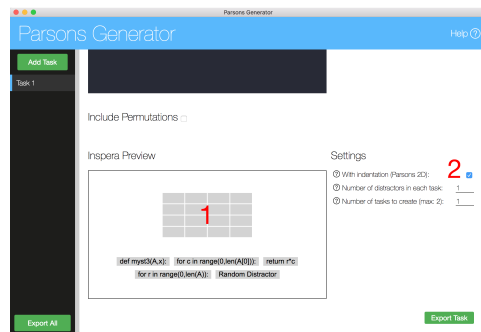 Parsons Generator
Parsons Generator
Help ?
Add Task
Task 1
Include Permutations
Inspera Preview
Settings
? With indentation (Parsons 2D):
2
? Number of distractors in each task: 1
? Number of tasks to create (max: 2): 1
1
def myst3(A,x): for c in range(0,len(A[0])): return r*c
for r in range(0,len(A)): Random Distractor
Export All
Export Task